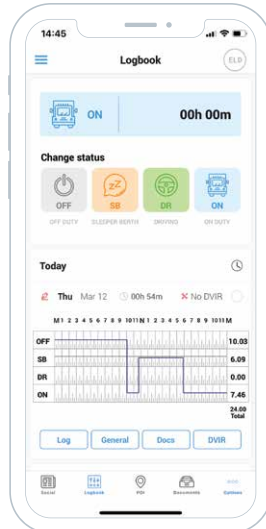 14:45
Logbook
ELD
ON
00h 00m
Change status
OFF
SB
DR
ON
OFF DUTY
SLEEPER BERTH
DRIVING
ON DUTY
Today
Thu Mar 12 00h 54m No DVIR
M 1 2 3 4 5 6 7 8 9 10 11 N 1 2 3 4 5 6 7 8 9 10 11 M
OFF 10.03
SB 6.09
DR 0.00
ON 7.46
24.00
Total
Log
General
Docs
DVIR
Social
Logbook
POI
Documents
Options